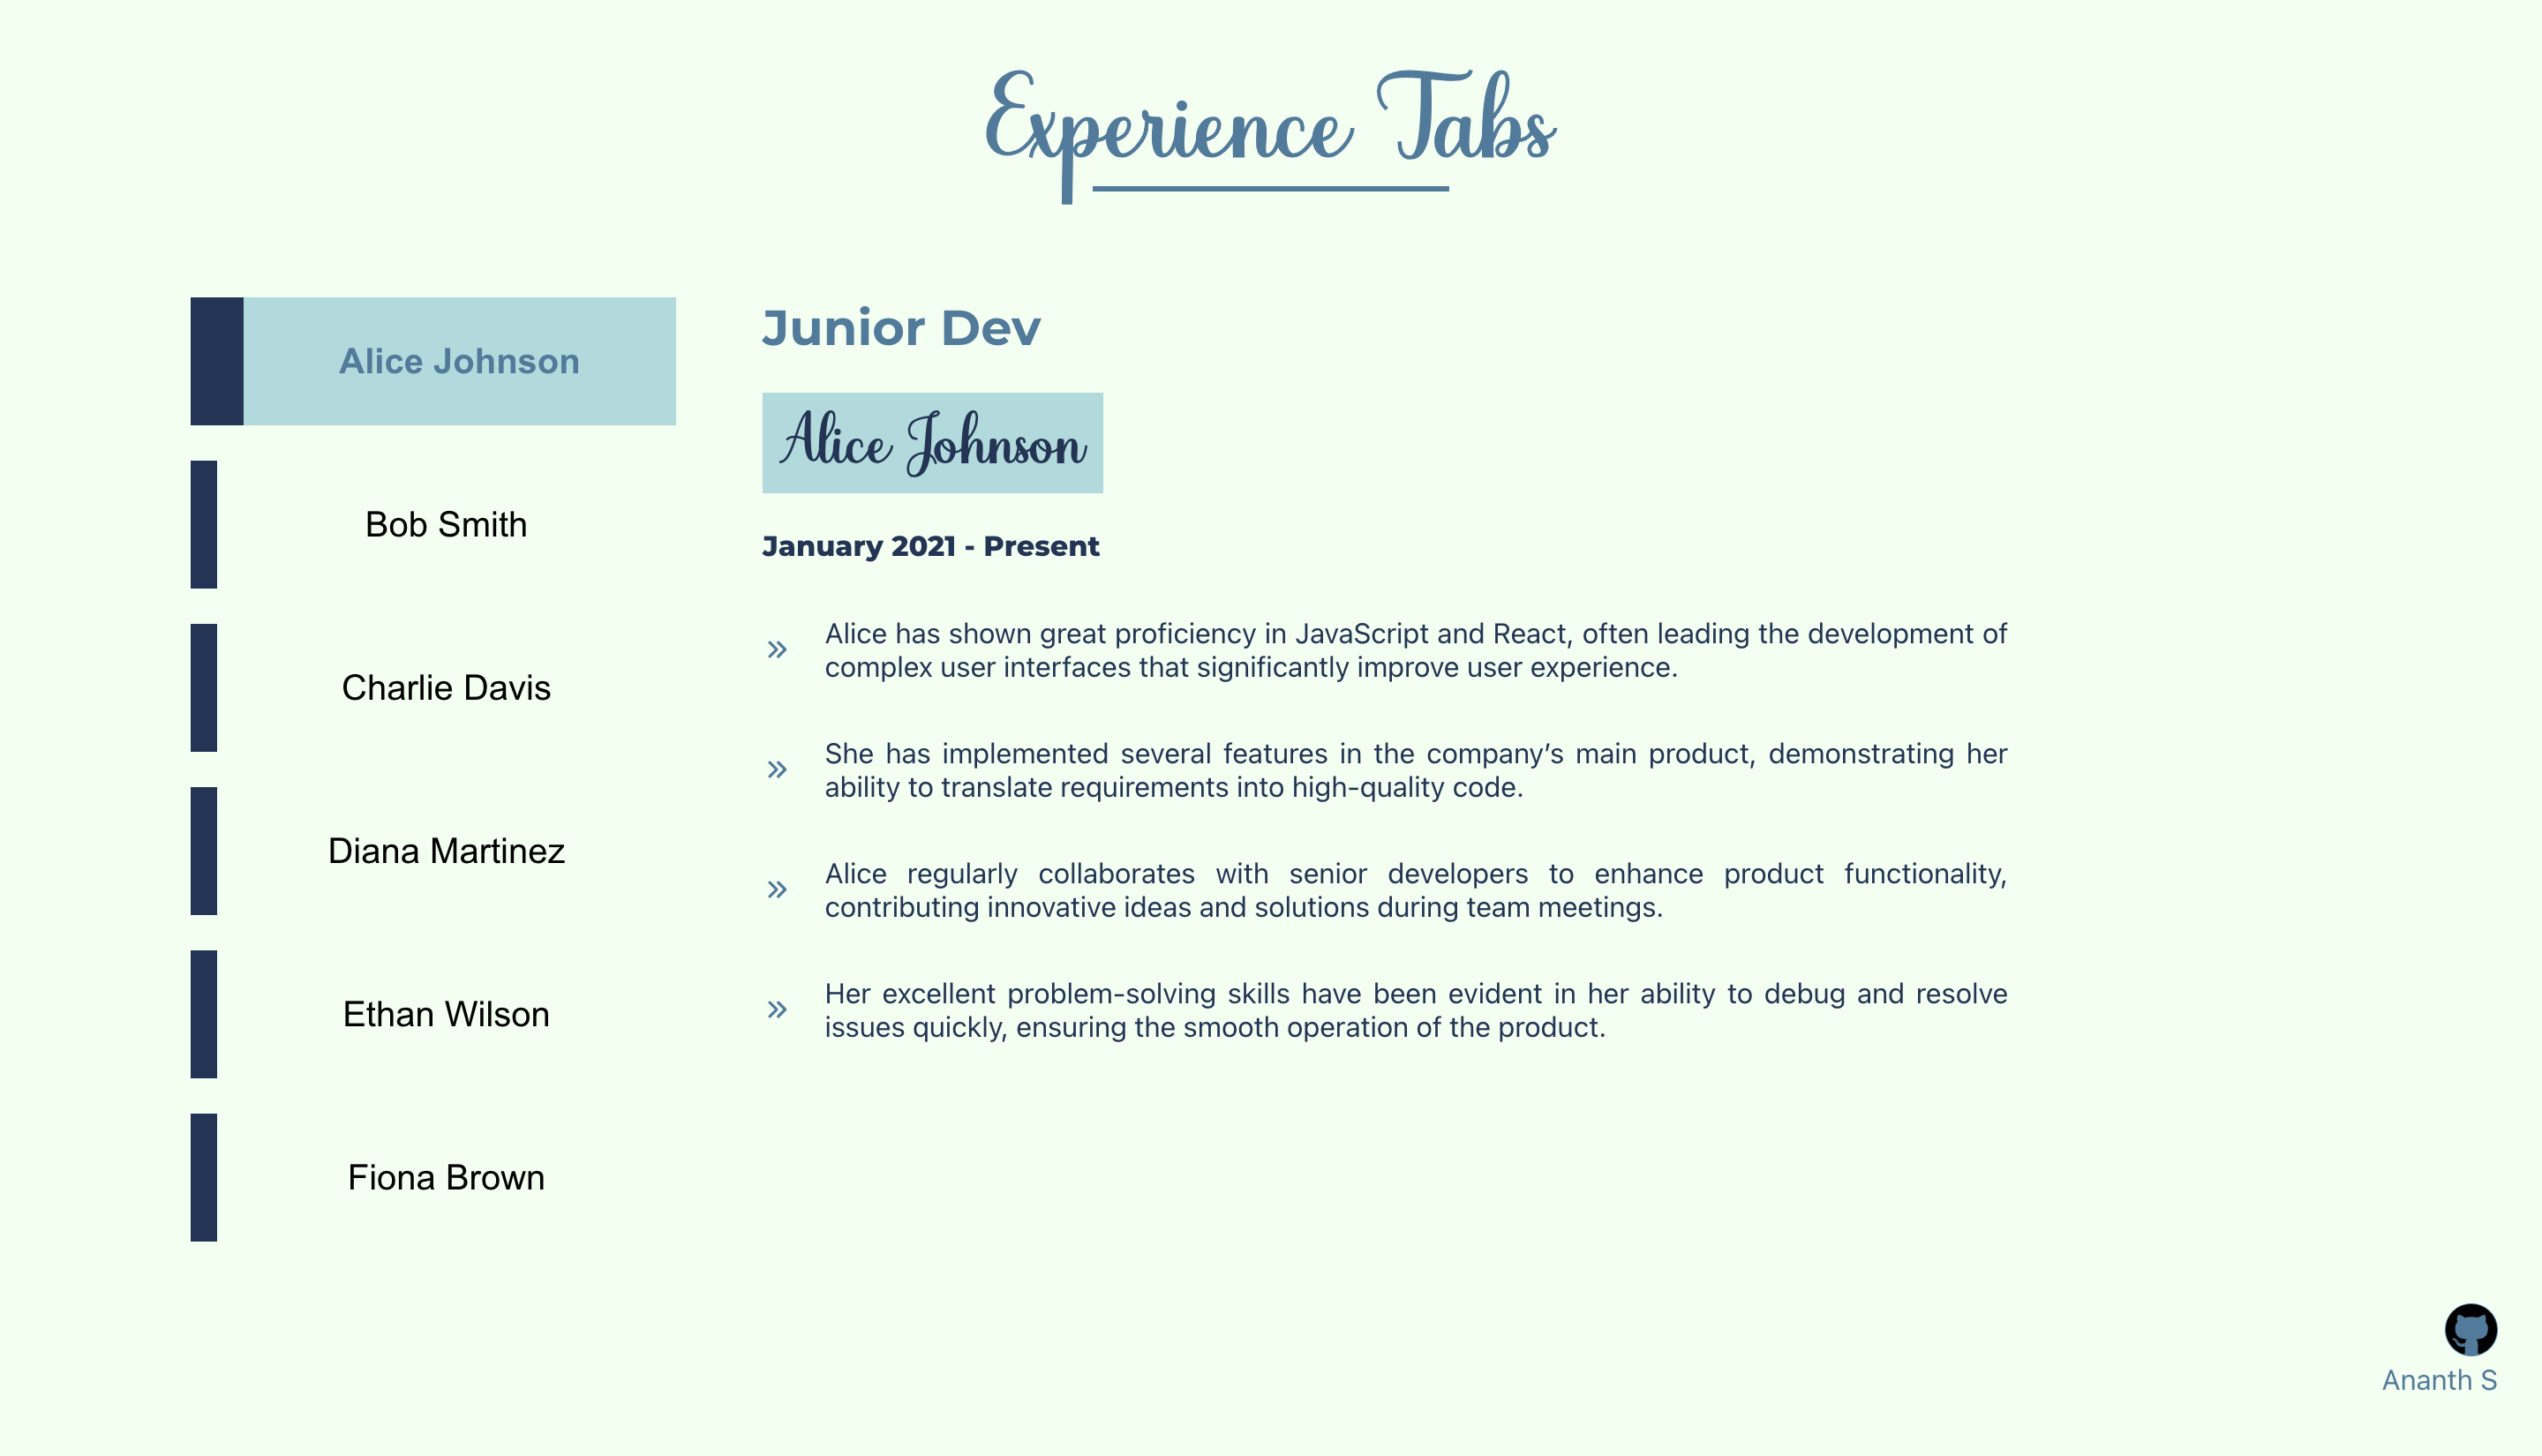 Experience Tabs
Alice Johnson
Bob Smith
Charlie Davis
Diana Martinez
Ethan Wilson
Fiona Brown
Junior Dev
Alice Johnson
January 2021 - Present
Alice has shown great proficiency in JavaScript and React, often leading the development of
complex user interfaces that significantly improve user experience.
She has implemented several features in the company’s main product, demonstrating her
ability to translate requirements into high-quality code.
Alice regularly collaborates with senior developers to enhance product functionality,
contributing innovative ideas and solutions during team meetings.
Her excellent problem-solving skills have been evident in her ability to debug and resolve
issues quickly, ensuring the smooth operation of the product.
Ananth S